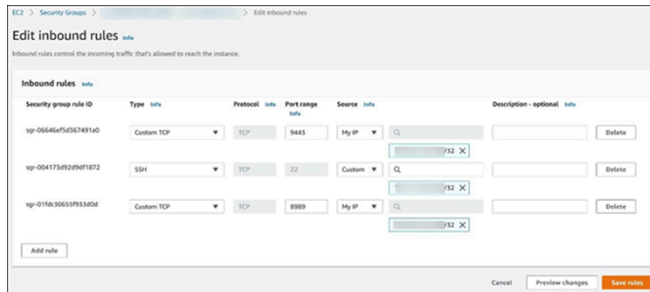 EC2 > Security Groups > > Edit inbound rules
Edit inbound rules Info
Inbound rules control the incoming traffic that's allowed to reach the instance.
Inbound rules Info
Security group rule ID Type Info Protocol Info Port range Info Source Info Description - optional Info
sgr-06646ef5d367491a0 Custom TCP TCP 9443 My IP Delete
/32 X
sgr-004173d92d9df1872 SSH TCP 22 Custom Delete
/32 X
sgr-01fdc30655f933d0d Custom TCP TCP 8989 My IP Delete
/32 X
Add rule
Cancel Preview changes Save rules